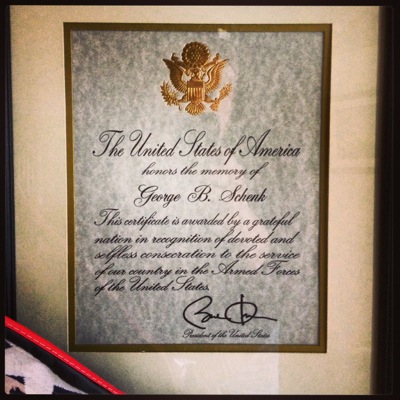 The United States of America
honors the memory of
George B. Schenk
This certificate is awarded by a grateful
nation in recognition of devoted and
selfless consecration to the service
of our country in the Armed Forces
of the United States.
President of the United States